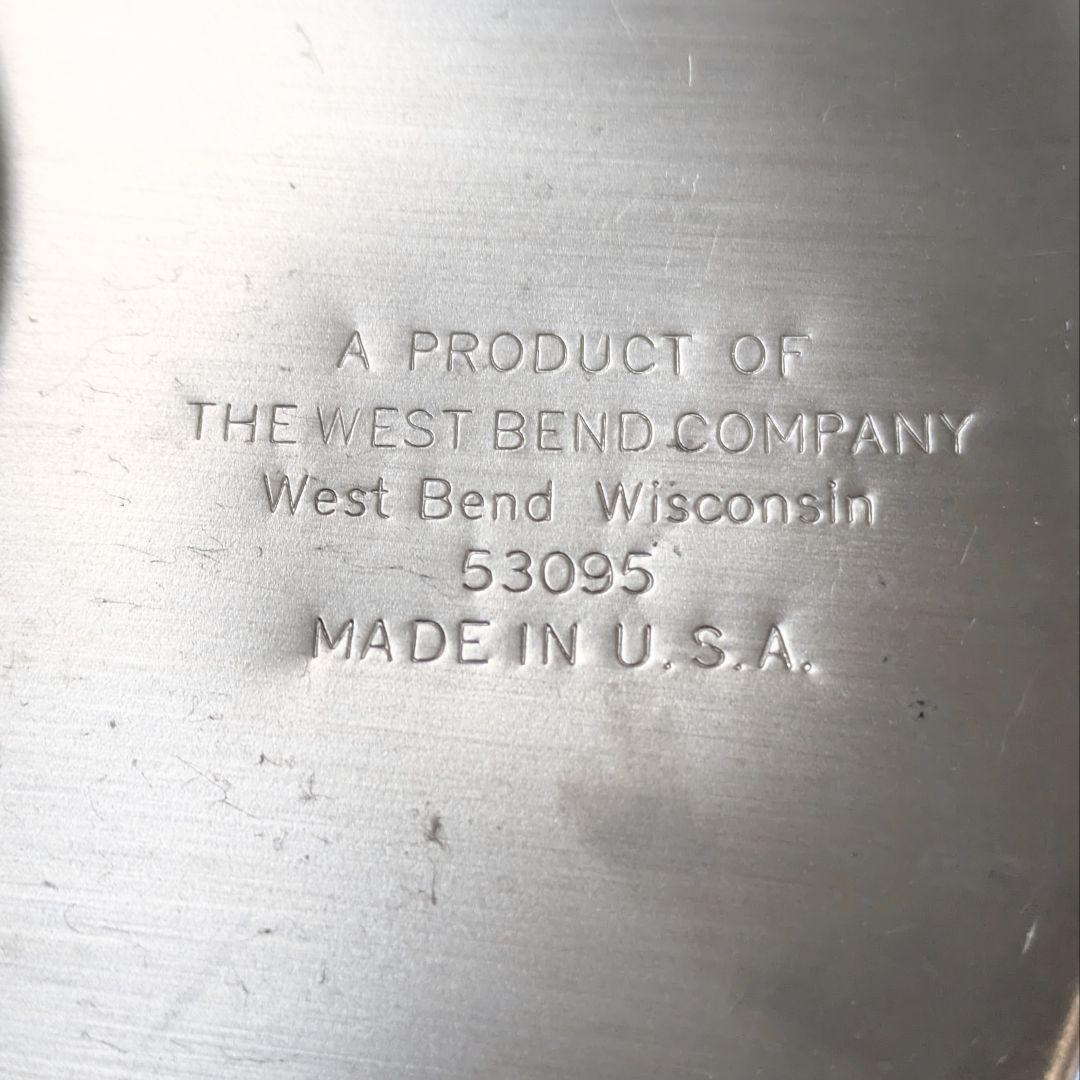 A PRODUCT OF
THE WEST BEND COMPANY
West Bend Wisconsin
53095
MADE IN U.S.A.